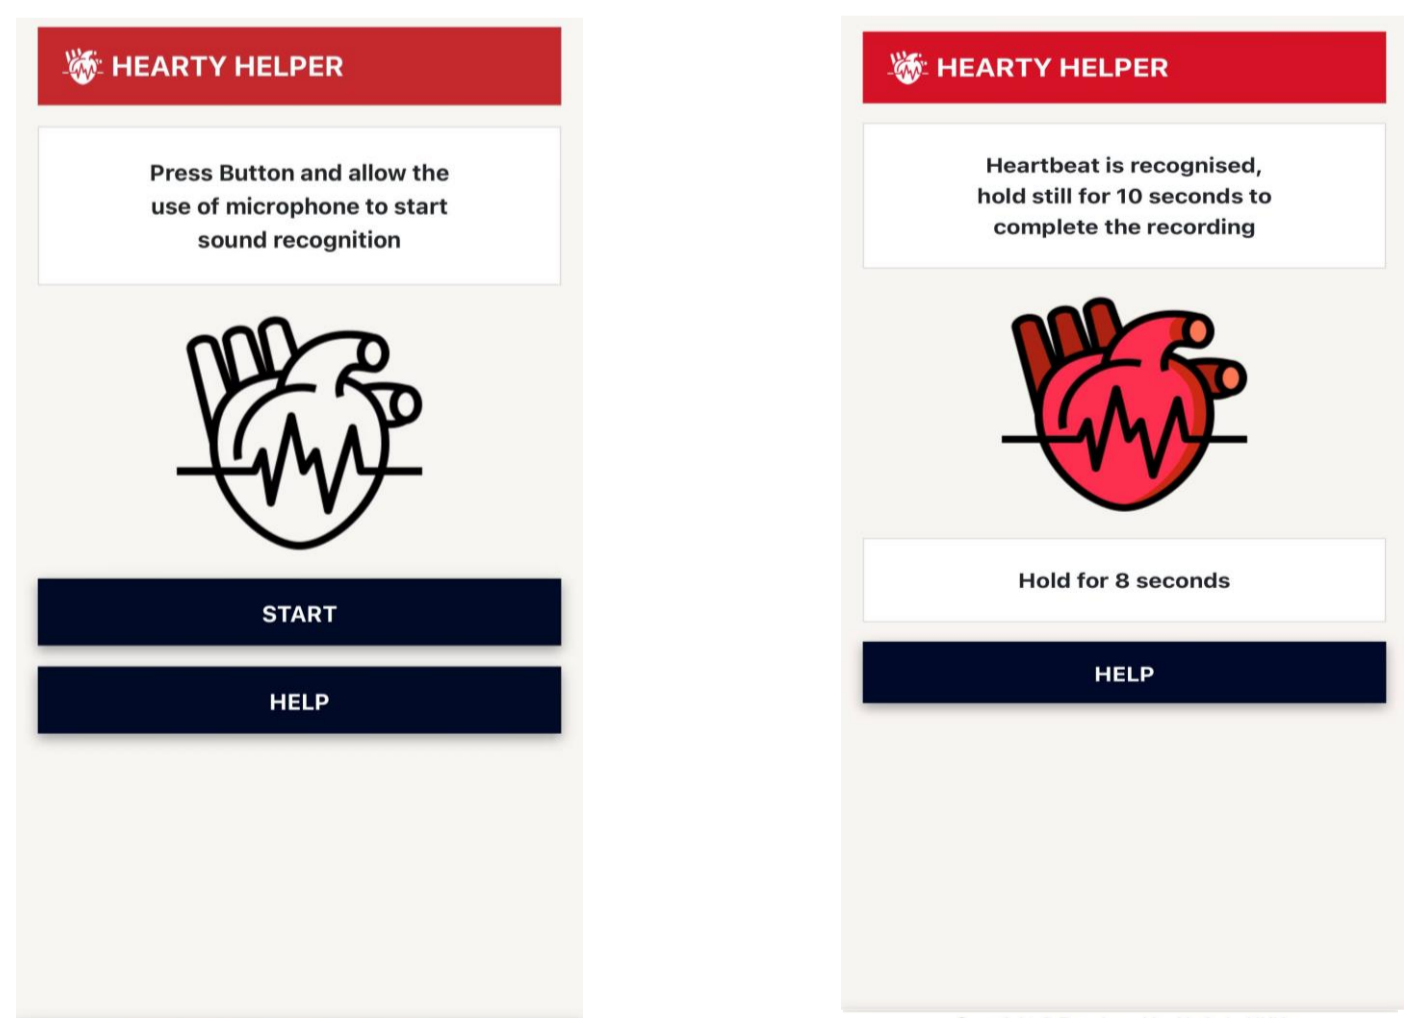 HEARTY HELPER
Press Button and allow the
use of microphone to start
sound recognition
START
HELP
HEARTY HELPER
Heartbeat is recognised,
hold still for 10 seconds to
complete the recording
Hold for 8 seconds
HELP